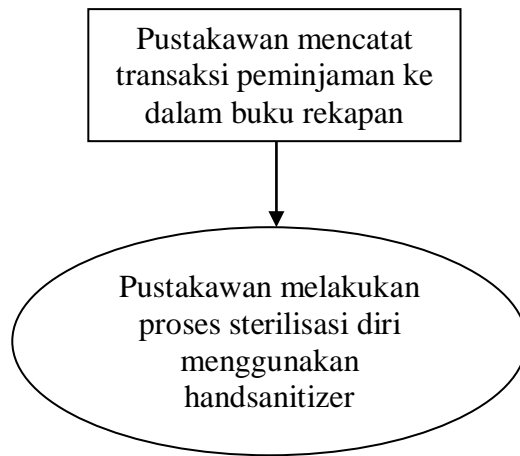 Pustakawan mencatat
transaksi peminjaman ke
dalam buku rekapan
Pustakawan melakukan
proses sterilisasi diri
menggunakan
handsanitizer